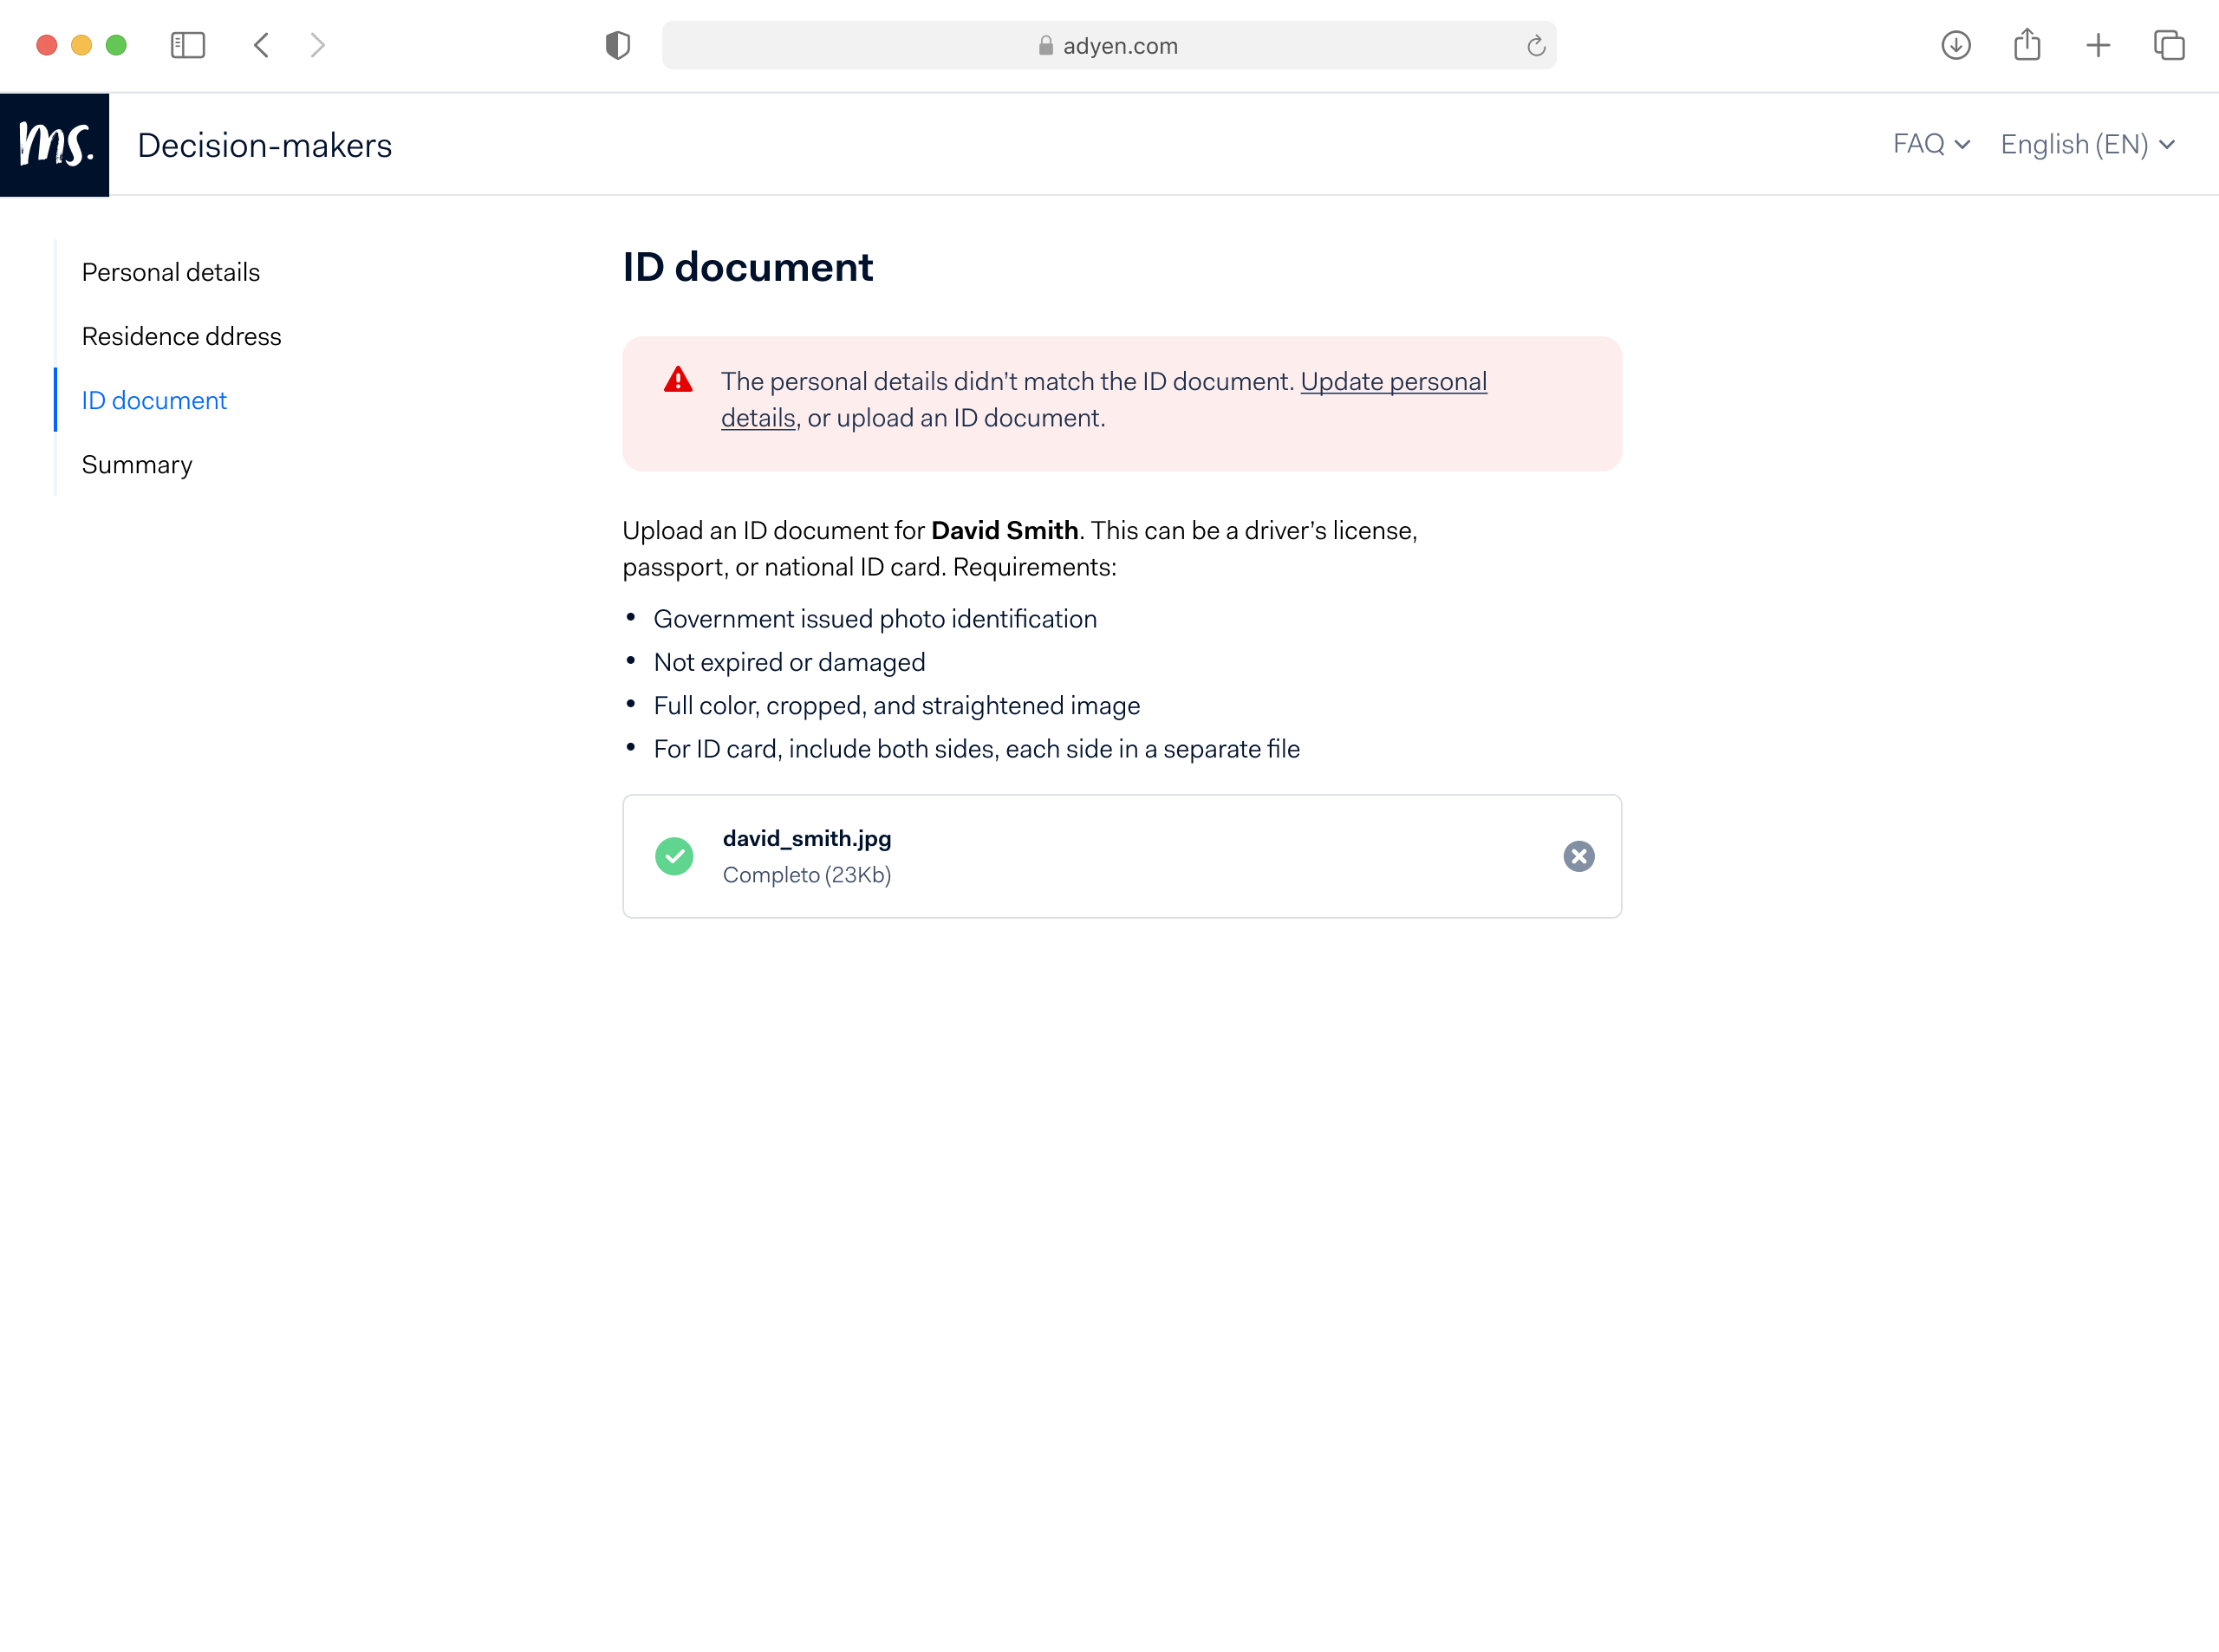 adyen.com
ms.
Decision-makers
FAQ
English (EN)
Personal details
Residence ddress
ID document
Summary
ID document
The personal details didn’t match the ID document. Update personal
details, or upload an ID document.
Upload an ID document for David Smith. This can be a driver’s license,
passport, or national ID card. Requirements:
• Government issued photo identification
• Not expired or damaged
• Full color, cropped, and straightened image
• For ID card, include both sides, each side in a separate file
david_smith.jpg
Completo (23Kb)